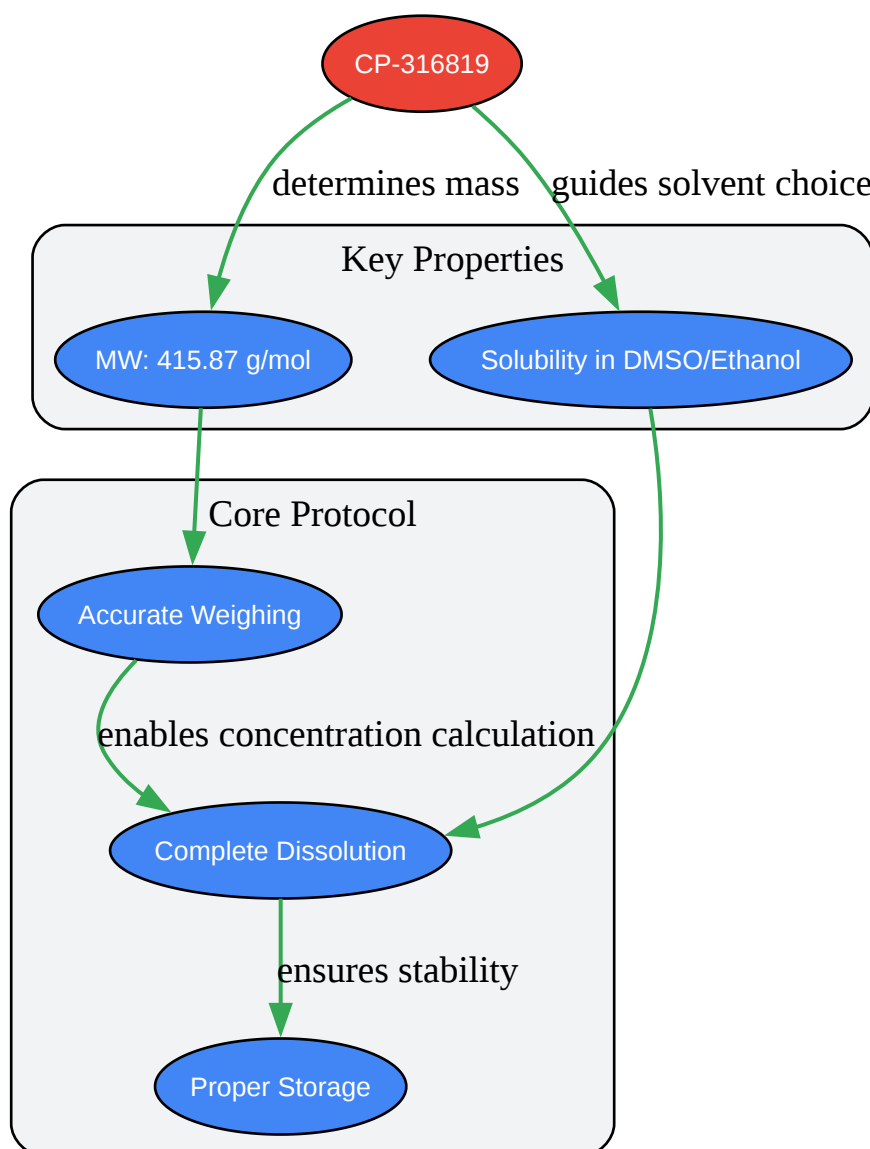 CP-316819
determines mass
guides solvent choice
Key Properties
MW: 415.87 g/mol
Solubility in DMSO/Ethanol
Core Protocol
Accurate Weighing
enables concentration calculation
Complete Dissolution
ensures stability
Proper Storage